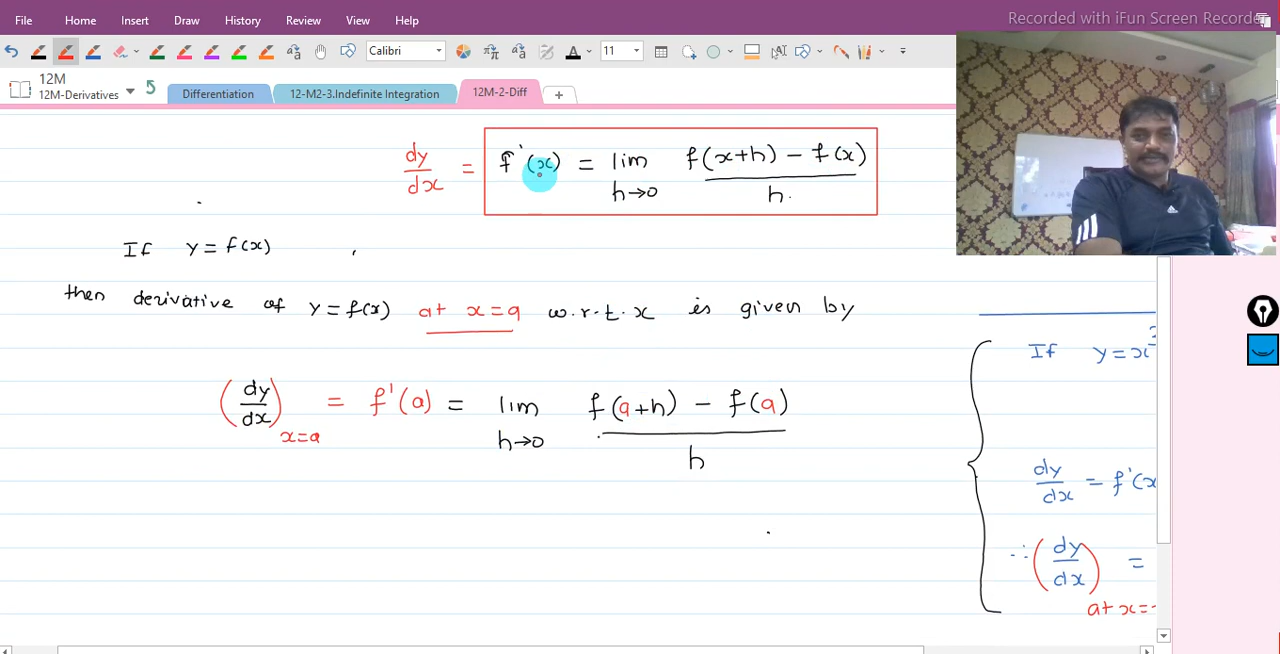 File Home Insert Draw History Review View Help
Recorded with iFun Screen Recorder
Calibri 11
12M
12M-Derivatives
Differentiation 12-M2-3.Indefinite Integration 12M-2-Diff +
dy/dx = f'(x) = lim h→0 f(x+h) - f(x) / h
If y = f(x) ,
then derivative of y = f(x) at x = a w.r.t. x is given by
(dy/dx) x=a = f'(a) = lim h→0 f(a+h) - f(a) / h
If y = x³
dy/dx = f'(x
∴ (dy/dx) =
at x =